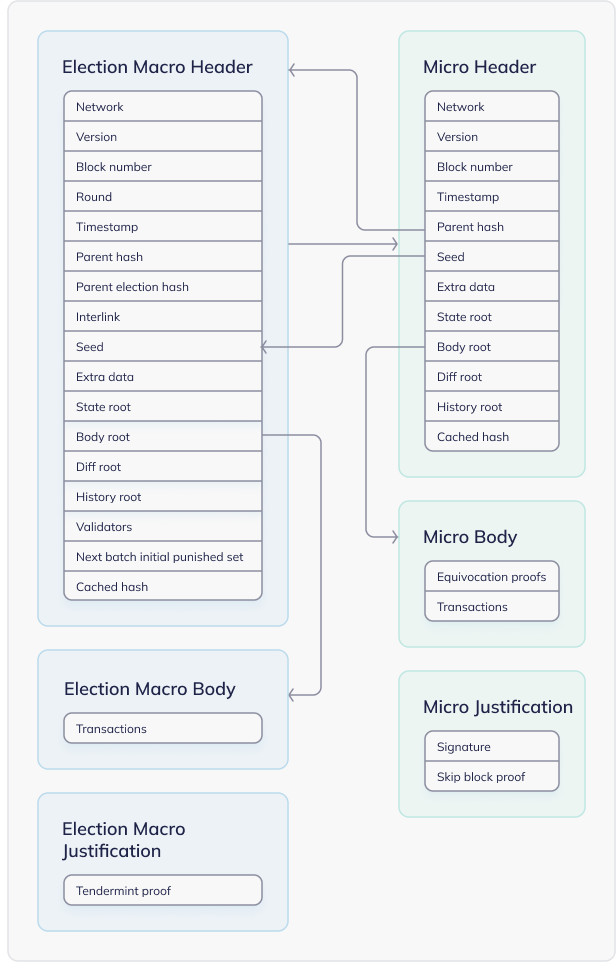 Election Macro Header
Network
Version
Block number
Round
Timestamp
Parent hash
Parent election hash
Interlink
Seed
Extra data
State root
Body root
Diff root
History root
Validators
Next batch initial punished set
Cached hash
Election Macro Body
Transactions
Election Macro
Justification
Tendermint proof
Micro Header
Network
Version
Block number
Timestamp
Parent hash
Seed
Extra data
State root
Body root
Diff root
History root
Cached hash
Micro Body
Equivocation proofs
Transactions
Micro Justification
Signature
Skip block proof